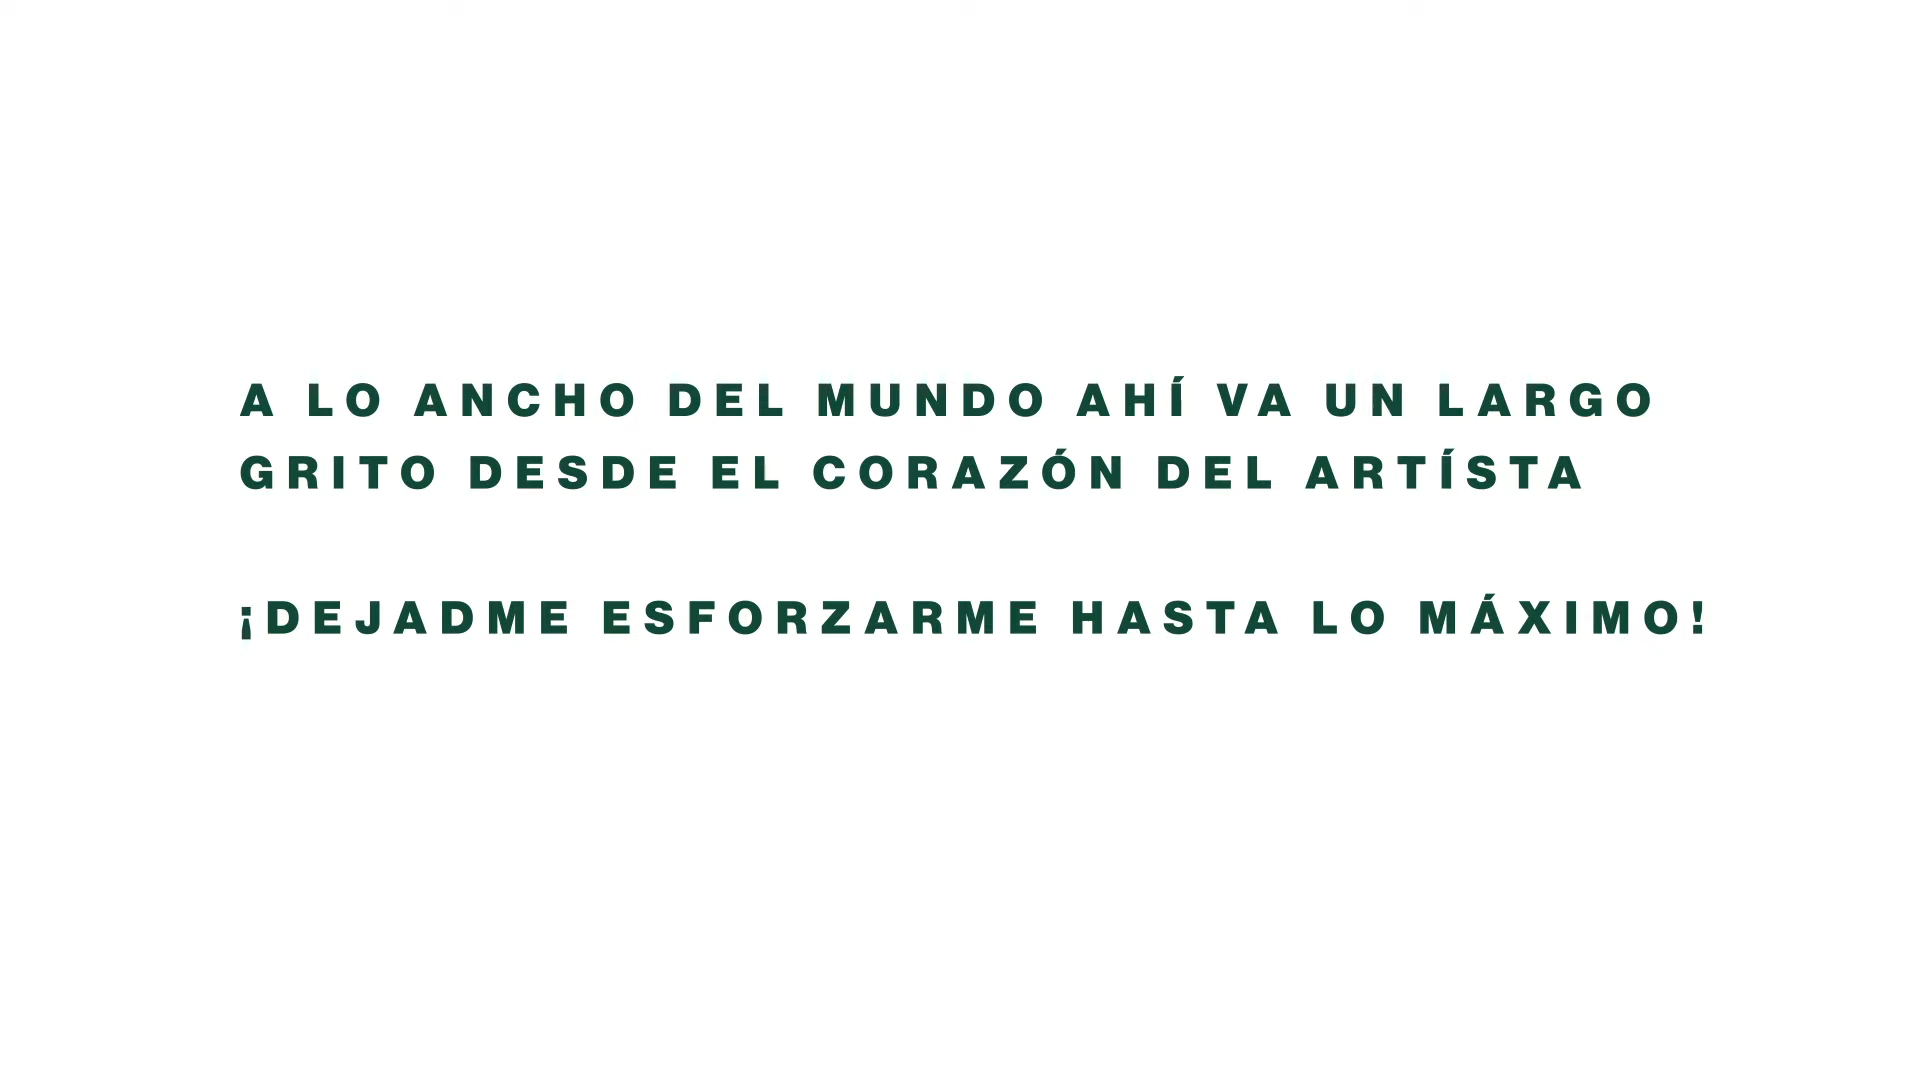 A LO ANCHO DEL MUNDO AHÍ VA UN LARGO
GRITO DESDE EL CORAZÓN DEL ARTÍSTA
¡DEJADME ESFORZARME HASTA LO MÁXIMO!